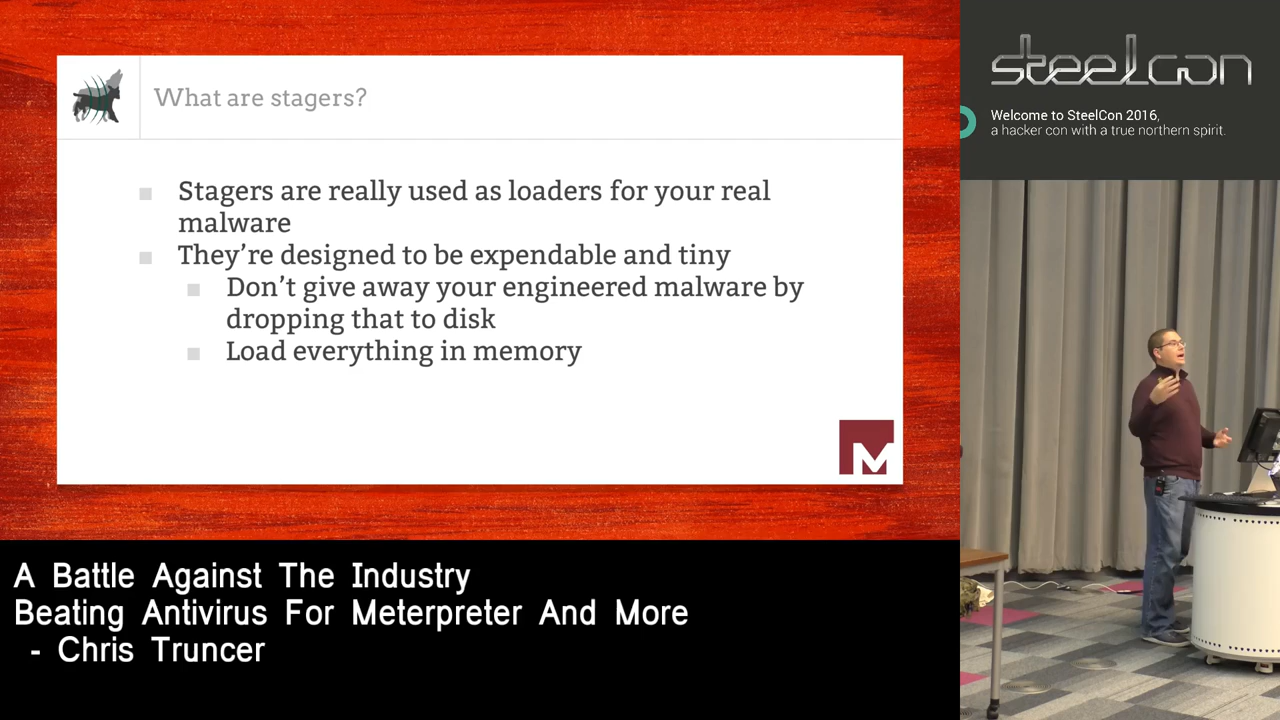 What are stagers?
Stagers are really used as loaders for your real
malware
They’re designed to be expendable and tiny
Don’t give away your engineered malware by
dropping that to disk
Load everything in memory
M
steelcon
Welcome to SteelCon 2016,
a hacker con with a true northern spirit.
A Battle Against The Industry
Beating Antivirus For Meterpreter And More
- Chris Truncer